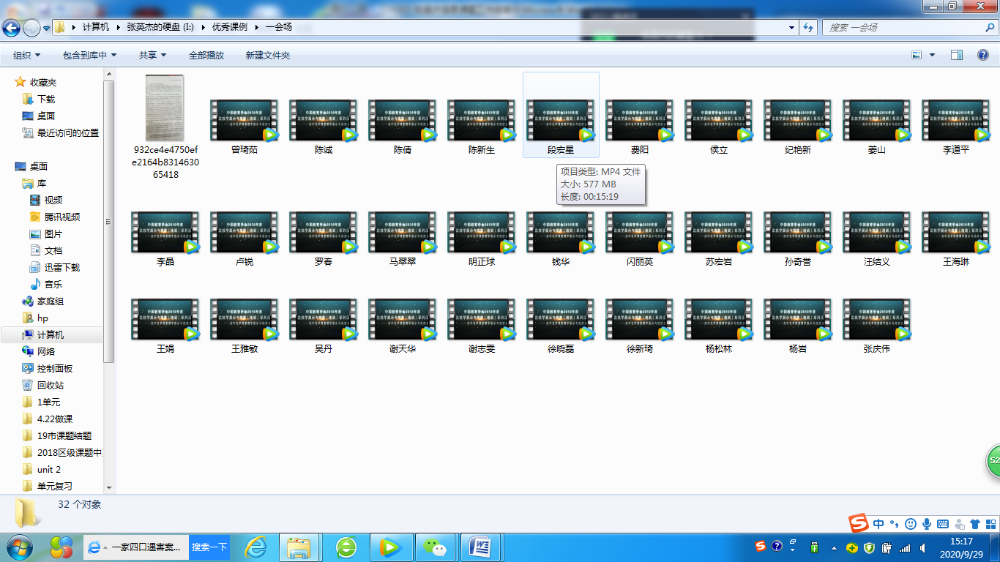 计算机 张英杰的硬盘 (I:) 优秀课例 一会场
搜索 一会场
组织 包含到库中 共享 全部播放 新建文件夹
收藏夹
下载
桌面
最近访问的位置
桌面
库
视频
腾讯视频
图片
文档
迅雷下载
音乐
家庭组
hp
计算机
网络
控制面板
回收站
1单元
4.22做课
19市课题结题
2018区级课题中
unit 2
单元复习
932ce4e4750ef
e2164b8314630
65418
曾琦茹 陈诚 陈倩 陈新生 段宏星 费阳 侯立 纪艳新 姜山 李道平
项目类型: MP4 文件
大小: 577 MB
长度: 00:15:19
李晶 卢锐 罗春 马翠翠 明正球 钱华 闪丽英 苏宏岩 孙奇誉 汪结义 王海琳
王娟 王雅敏 吴丹 谢天华 谢志雯 徐晓磊 徐新琦 杨松林 杨岩 张庆伟
52
32 个对象
中
一家四口遇害案... 搜索一下
15:17
2020/9/29